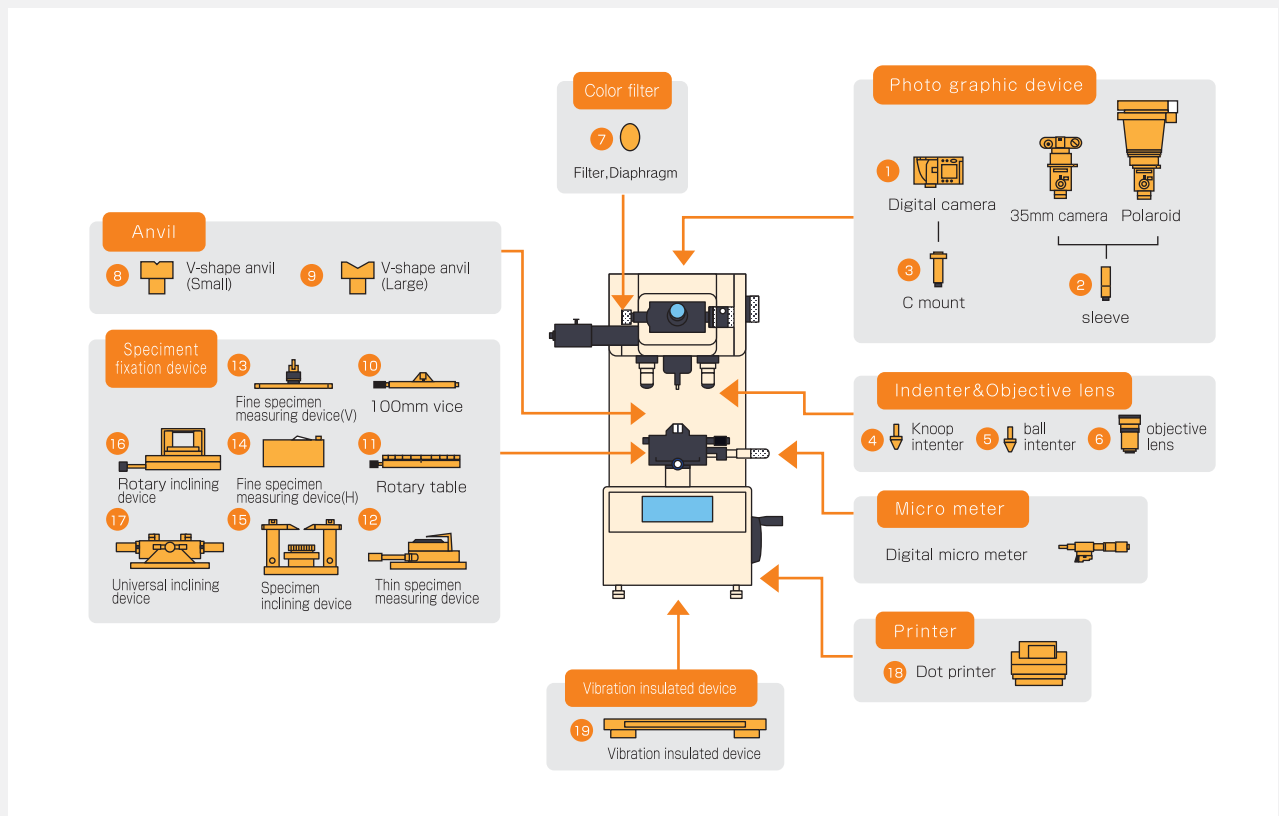 Color filter
7
Filter,Diaphragm
Photo graphic device
1
Digital camera
3
C mount
35mm camera
Polaroid
2
sleeve
Anvil
8
V-shape anvil
(Small)
9
V-shape anvil
(Large)
Speciment
fixation device
13
Fine specimen
measuring device(V)
10
100mm vice
16
Rotary inclining
device
14
Fine specimen
measuring device(H)
11
Rotary table
17
Universal inclining
device
15
Specimen
inclining device
12
Thin specimen
measuring device
Indenter&Objective lens
4
Knoop
intenter
5
ball
intenter
6
objective
lens
Micro meter
Digital micro meter
Printer
18
Dot printer
Vibration insulated device
19
Vibration insulated device